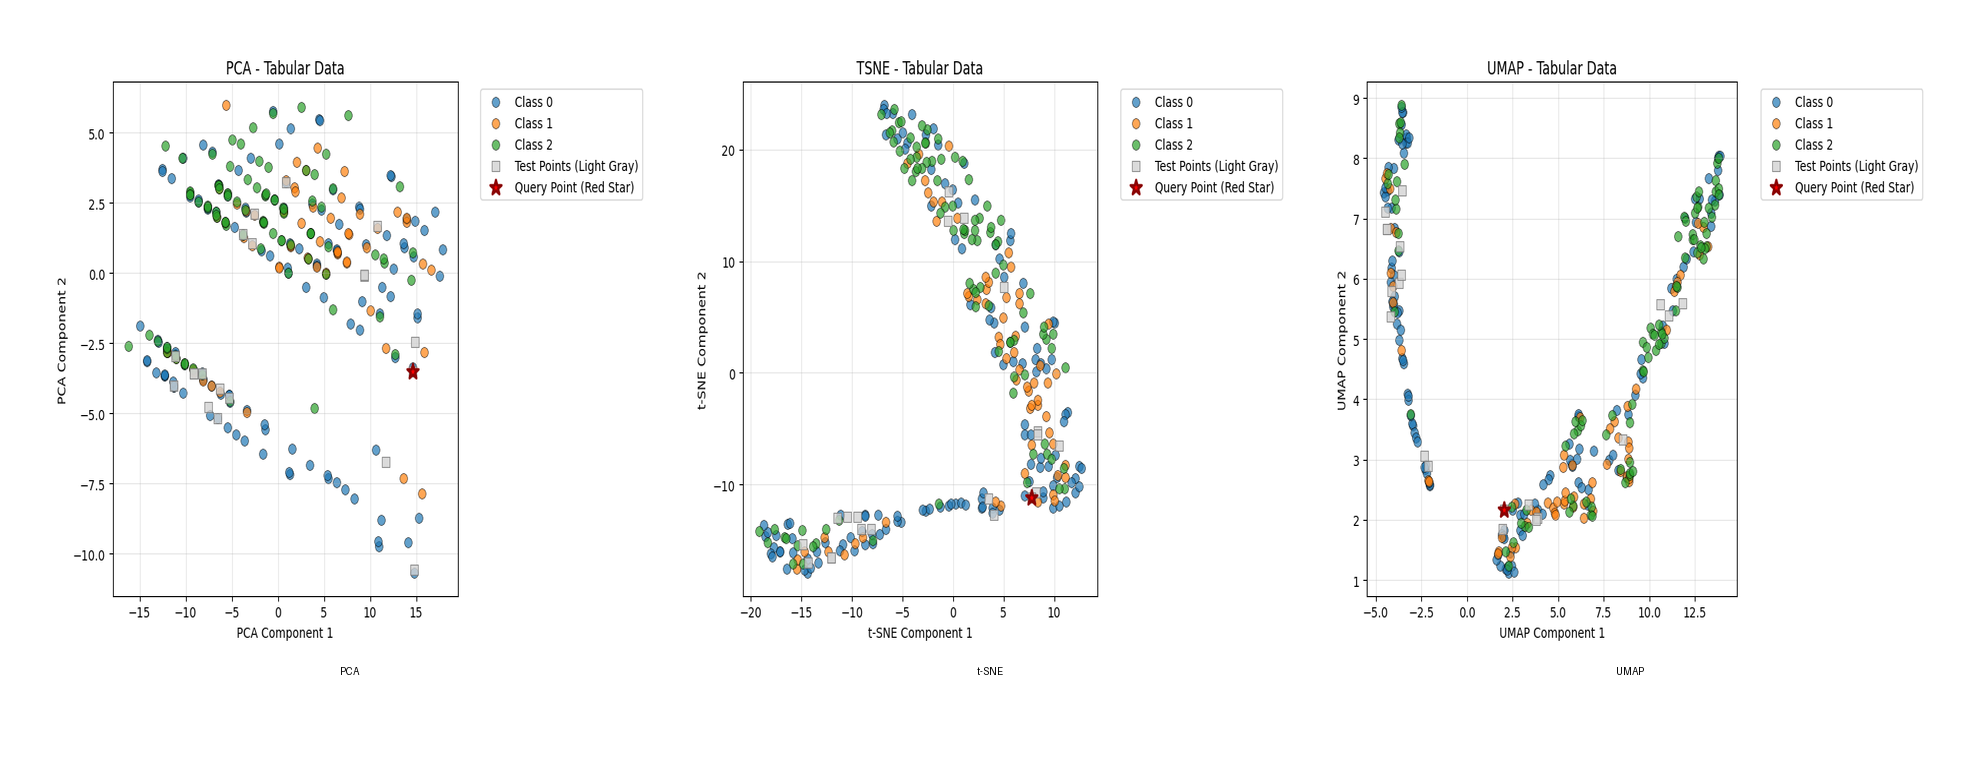 PCA - Tabular Data
5.0
2.5
0.0
−2.5
−5.0
−7.5
−10.0
PCA Component 2
−15
−10
−5
0
5
10
15
PCA Component 1
Class 0
Class 1
Class 2
Test Points (Light Gray)
Query Point (Red Star)
PCA
TSNE - Tabular Data
20
10
0
−10
t-SNE Component 2
−20
−15
−10
−5
0
5
10
t-SNE Component 1
Class 0
Class 1
Class 2
Test Points (Light Gray)
Query Point (Red Star)
t-SNE
UMAP - Tabular Data
9
8
7
6
5
4
3
2
1
UMAP Component 2
−5.0
−2.5
0.0
2.5
5.0
7.5
10.0
12.5
UMAP Component 1
Class 0
Class 1
Class 2
Test Points (Light Gray)
Query Point (Red Star)
UMAP